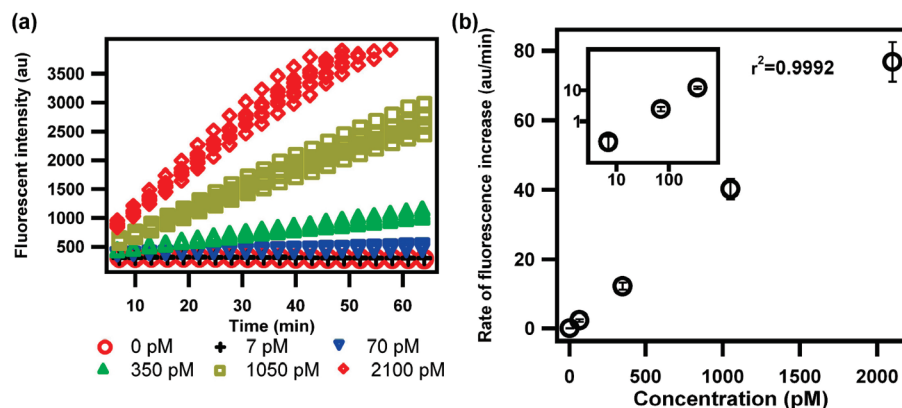 (a)
Fluorescent intensity (au)
3500
3000
2500
2000
1500
1000
500
10 20 30 40 50 60
Time (min)
0 pM 7 pM 70 pM
350 pM 1050 pM 2100 pM
(b)
Rate of fluorescence increase (au/min)
80
60
40
20
0
r²=0.9992
10
1
10 100
0 500 1000 1500 2000
Concentration (pM)